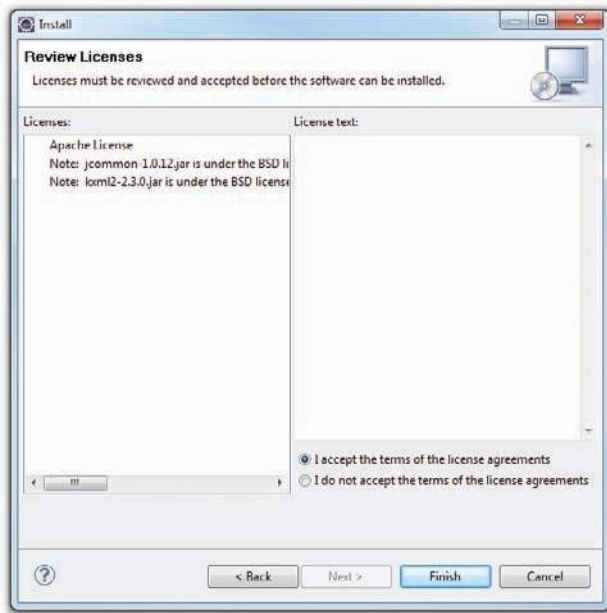 Install
Review Licenses
Licenses must be reviewed and accepted before the software can be installed.
Licenses:
License text:
Apache License
Note: jcommon-1.0.12.jar is under the BSD li
Note: kxml2-2.3.0.jar is under the BSD license
I accept the terms of the license agreements
I do not accept the terms of the license agreements
< Back
Next >
Finish
Cancel